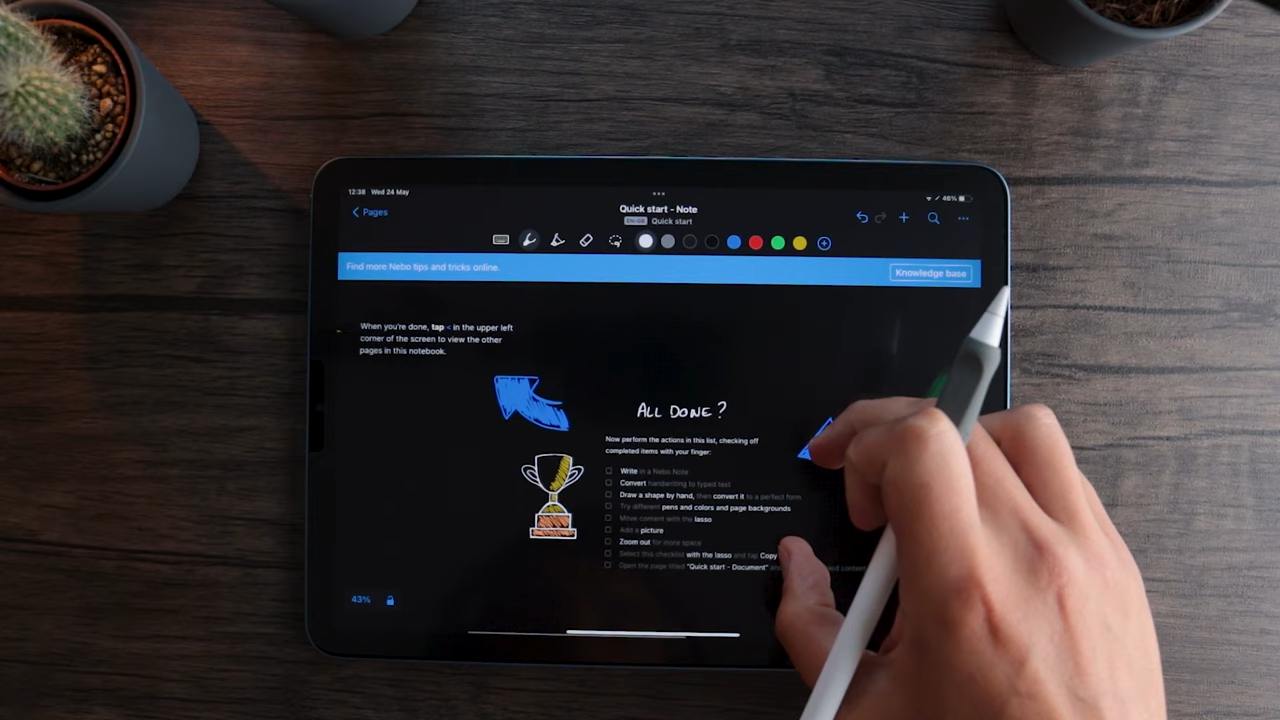 12:38 Wed 24 May
46%
Pages
Quick start - Note
EN-GB Quick start
Find more Nebo tips and tricks online.
Knowledge base
When you're done, tap < in the upper left
corner of the screen to view the other
pages in this notebook.
ALL DONE?
Now perform the actions in this list, checking off
completed items with your finger:
Write in a Nebo Note
Convert handwriting to typed text
Draw a shape by hand, then convert it to a perfect form
Try different pens and colors and page backgrounds
Move content with the lasso
Add a picture
Zoom out for more space
Select this checklist with the lasso and tap Copy
Open the page titled "Quick start - Document" and content
43%